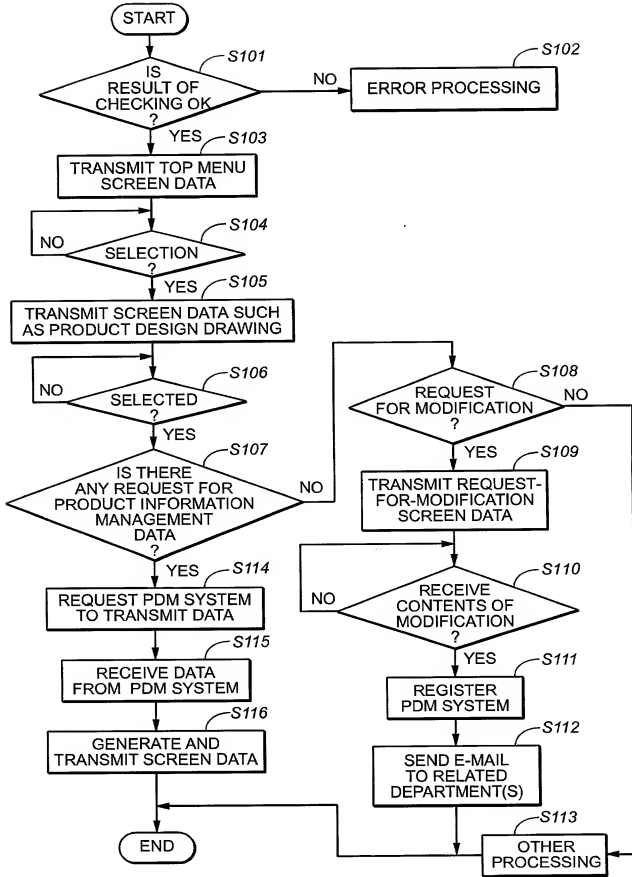 START
S101
IS
RESULT OF
CHECKING OK
?
NO
S102
ERROR PROCESSING
YES
S103
TRANSMIT TOP MENU
SCREEN DATA
S104
NO
SELECTION
?
YES
S105
TRANSMIT SCREEN DATA SUCH
AS PRODUCT DESIGN DRAWING
S106
NO
SELECTED
?
YES
S107
IS THERE
ANY REQUEST FOR
PRODUCT INFORMATION
MANAGEMENT
DATA
?
NO
YES
S114
REQUEST PDM SYSTEM
TO TRANSMIT DATA
S115
RECEIVE DATA
FROM PDM SYSTEM
S116
GENERATE AND
TRANSMIT SCREEN DATA
END
S108
REQUEST
FOR MODIFICATION
?
NO
YES
S109
TRANSMIT REQUEST-
FOR-MODIFICATION
SCREEN DATA
S110
RECEIVE
CONTENTS OF
MODIFICATION
?
NO
YES
S111
REGISTER
PDM SYSTEM
S112
SEND E-MAIL
TO RELATED
DEPARTMENT(S)
S113
OTHER
PROCESSING